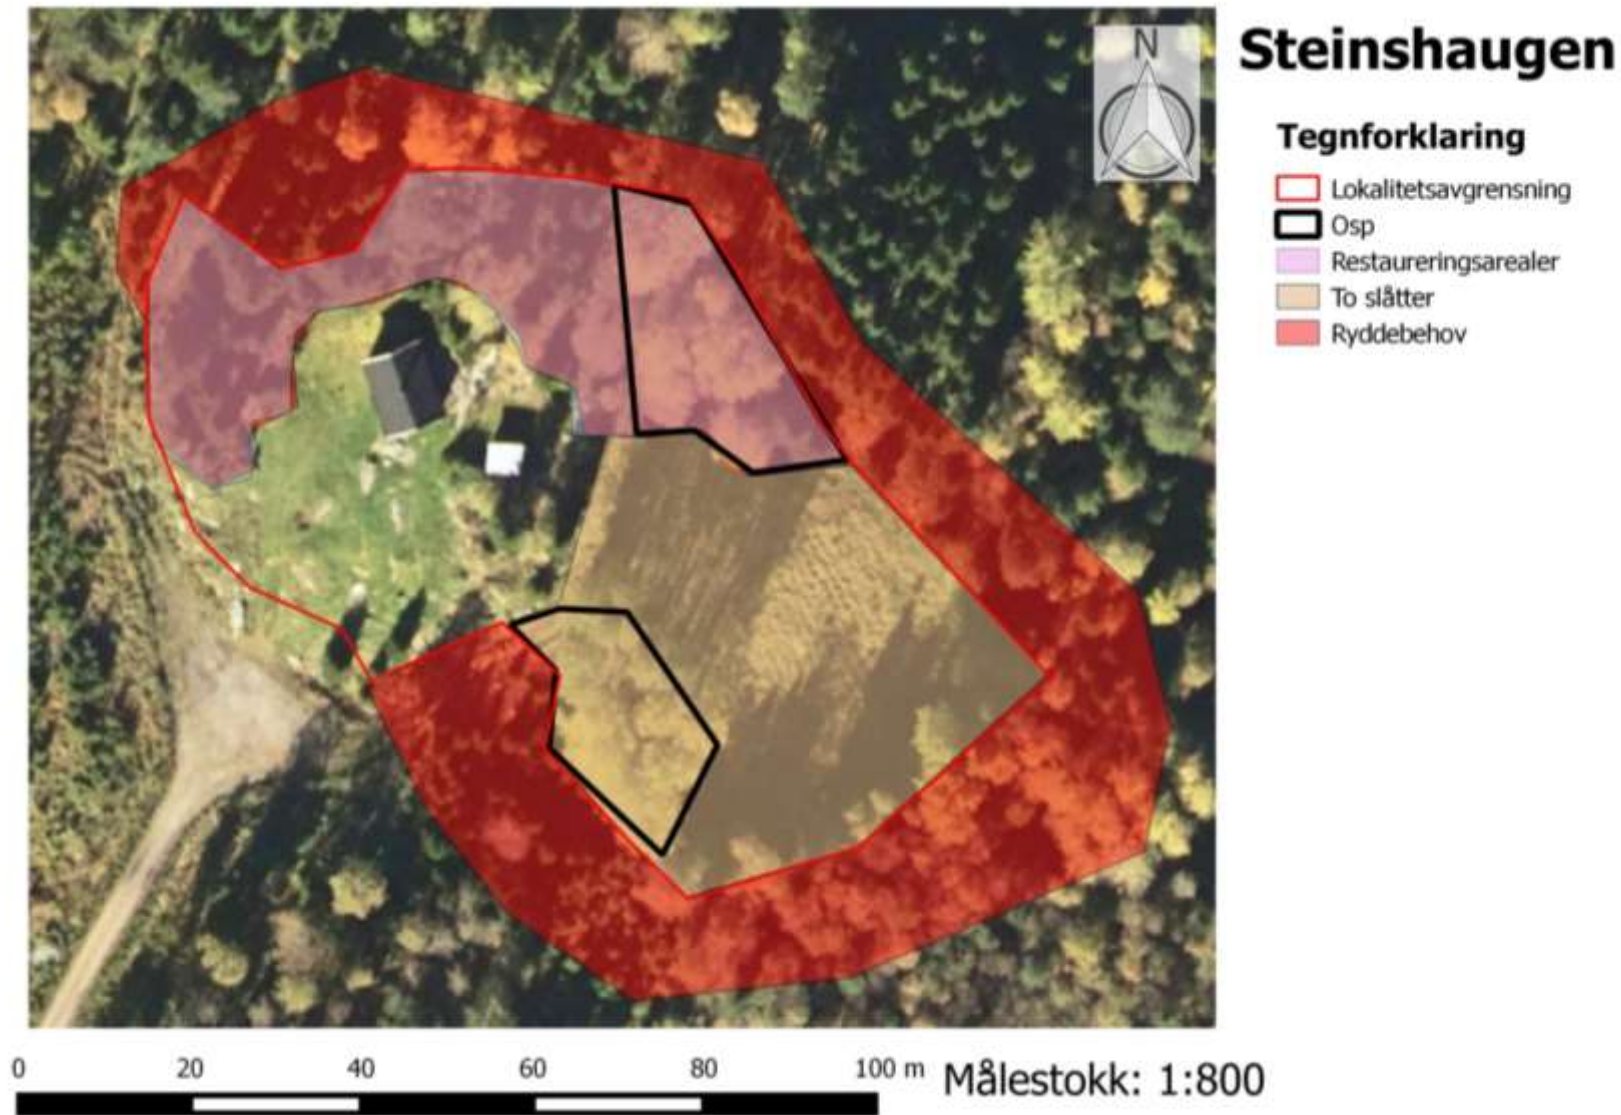 Steinshaugen
N
Tegnforklaring
Lokalitetsavgrensning
Osp
Restaureringsarealer
To slåtter
Ryddebehov
0 20 40 60 80 100 m
Målestokk: 1:800